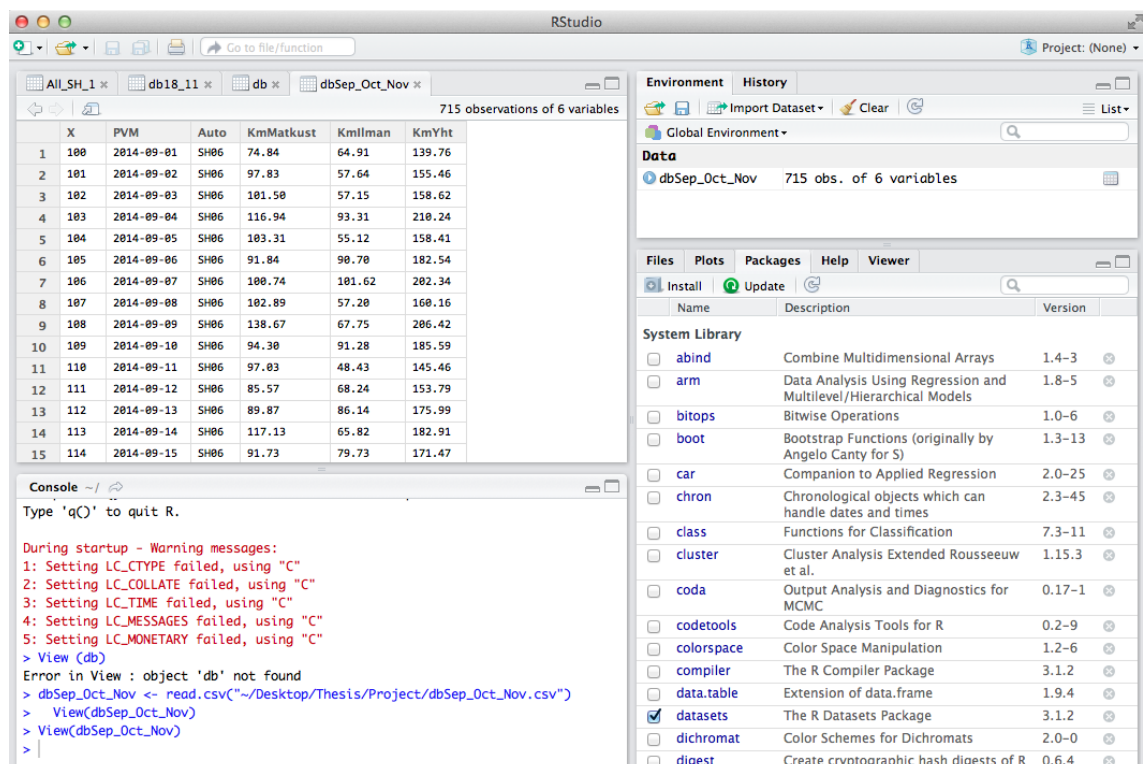 RStudio
Go to file/function
Project: (None)
All_SH_1 × db18_11 × db × dbSep_Oct_Nov ×
715 observations of 6 variables
X PVM Auto KmMatkust KmIlman KmYht
1 100 2014-09-01 SH06 74.84 64.91 139.76
2 101 2014-09-02 SH06 97.83 57.64 155.46
3 102 2014-09-03 SH06 101.50 57.15 158.62
4 103 2014-09-04 SH06 116.94 93.31 210.24
5 104 2014-09-05 SH06 103.31 55.12 158.41
6 105 2014-09-06 SH06 91.84 90.70 182.54
7 106 2014-09-07 SH06 100.74 101.62 202.34
8 107 2014-09-08 SH06 102.89 57.20 160.16
9 108 2014-09-09 SH06 138.67 67.75 206.42
10 109 2014-09-10 SH06 94.30 91.28 185.59
11 110 2014-09-11 SH06 97.03 48.43 145.46
12 111 2014-09-12 SH06 85.57 68.24 153.79
13 112 2014-09-13 SH06 89.87 86.14 175.99
14 113 2014-09-14 SH06 117.13 65.82 182.91
15 114 2014-09-15 SH06 91.73 79.73 171.47
Console ~/
Type 'q()' to quit R.
During startup - Warning messages:
1: Setting LC_CTYPE failed, using "C"
2: Setting LC_COLLATE failed, using "C"
3: Setting LC_TIME failed, using "C"
4: Setting LC_MESSAGES failed, using "C"
5: Setting LC_MONETARY failed, using "C"
> View (db)
Error in View : object 'db' not found
> dbSep_Oct_Nov <- read.csv("~/Desktop/Thesis/Project/dbSep_Oct_Nov.csv")
>   View(dbSep_Oct_Nov)
> View(dbSep_Oct_Nov)
>
Environment History
Import Dataset Clear List
Global Environment
Data
dbSep_Oct_Nov 715 obs. of 6 variables
Files Plots Packages Help Viewer
Install Update
Name Description Version
System Library
abind Combine Multidimensional Arrays 1.4-3
arm Data Analysis Using Regression and 1.8-5
Multilevel/Hierarchical Models
bitops Bitwise Operations 1.0-6
boot Bootstrap Functions (originally by 1.3-13
Angelo Canty for S)
car Companion to Applied Regression 2.0-25
chron Chronological objects which can 2.3-45
handle dates and times
class Functions for Classification 7.3-11
cluster Cluster Analysis Extended Rousseeuw 1.15.3
et al.
coda Output Analysis and Diagnostics for 0.17-1
MCMC
codetools Code Analysis Tools for R 0.2-9
colorspace Color Space Manipulation 1.2-6
compiler The R Compiler Package 3.1.2
data.table Extension of data.frame 1.9.4
datasets The R Datasets Package 3.1.2
dichromat Color Schemes for Dichromats 2.0-0
digest Create cryptographic hash digests of R 0.6.4